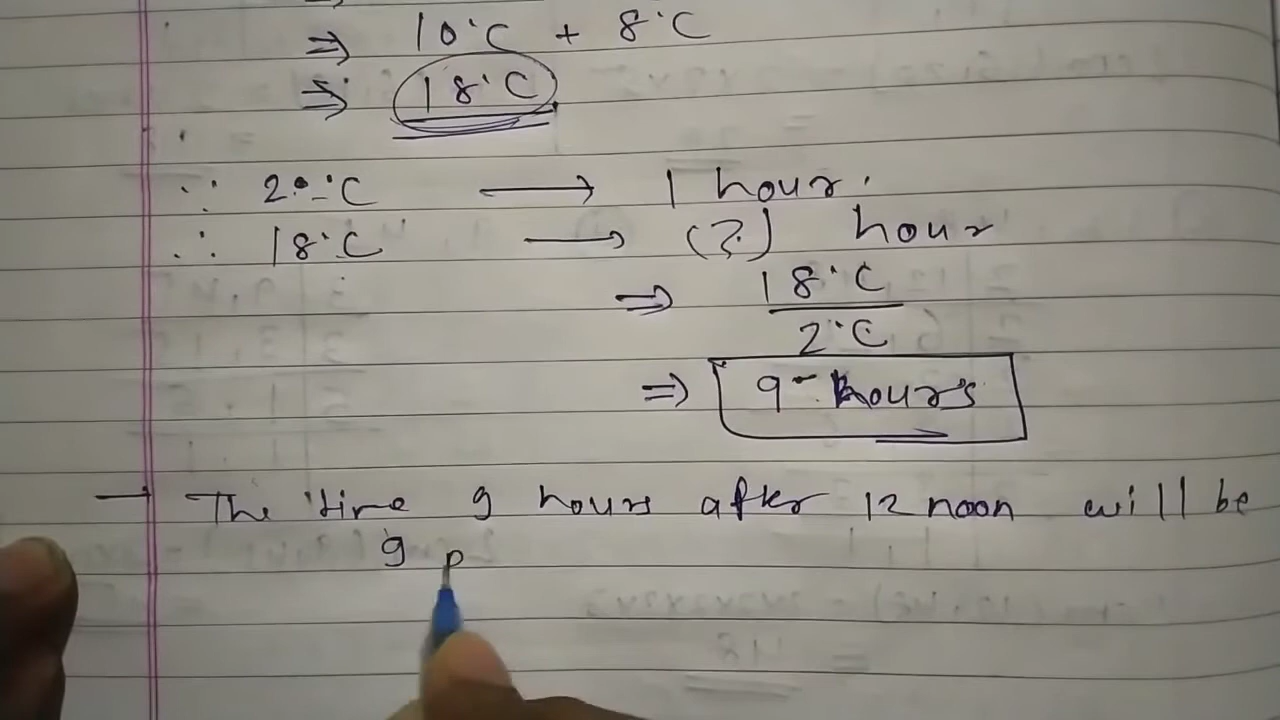 ⇒ 10°C + 8°C
⇒ 18°C
∵ 2°C ⟶ 1 hour.
∴ 18°C ⟶ (?) hour
⇒ 18°C
2°C
⇒ 9 hours
→ The time 9 hours after 12 noon will be
9 p